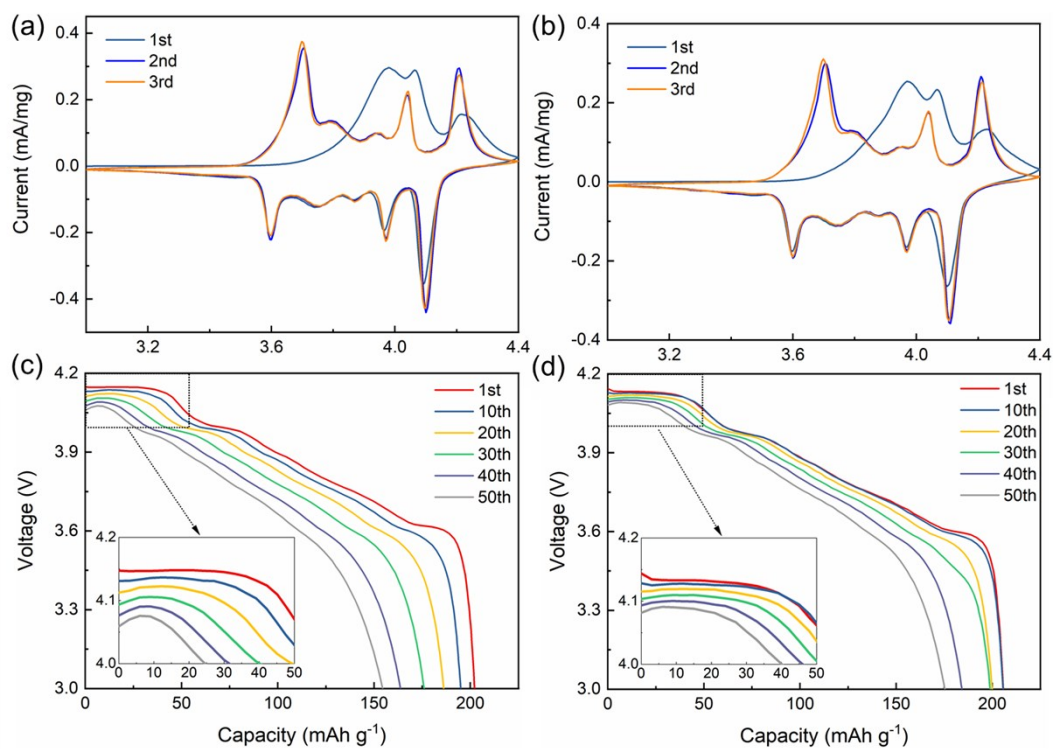 (a)
1st
2nd
3rd
Current (mA/mg)
0.4
0.2
0.0
-0.2
-0.4
3.2 3.6 4.0 4.4
(b)
1st
2nd
3rd
Current (mA/mg)
0.4
0.2
0.0
-0.2
-0.4
3.2 3.6 4.0 4.4
(c)
1st
10th
20th
30th
40th
50th
Voltage (V)
4.2
3.9
3.6
3.3
3.0
0 50 100 150 200
Capacity (mAh g-1)
4.2
4.1
4.0
0 10 20 30 40 50
(d)
1st
10th
20th
30th
40th
50th
Voltage (V)
4.2
3.9
3.6
3.3
3.0
0 50 100 150 200
Capacity (mAh g-1)
4.2
4.1
4.0
0 10 20 30 40 50